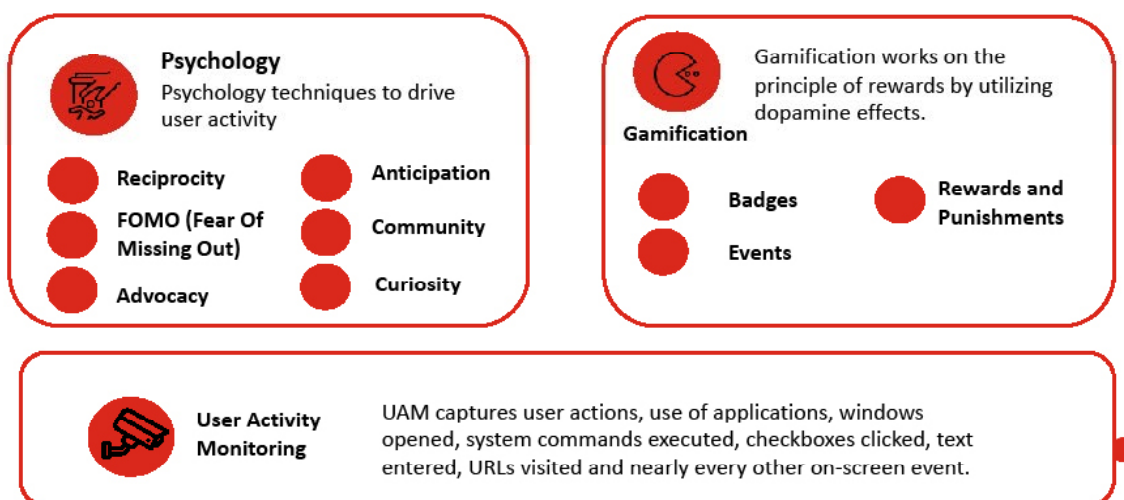 Psychology
Psychology techniques to drive
user activity
Reciprocity
FOMO (Fear Of
Missing Out)
Advocacy
Anticipation
Community
Curiosity
Gamification
Gamification works on the
principle of rewards by utilizing
dopamine effects.
Badges
Events
Rewards and
Punishments
User Activity
Monitoring
UAM captures user actions, use of applications, windows
opened, system commands executed, checkboxes clicked, text
entered, URLs visited and nearly every other on-screen event.